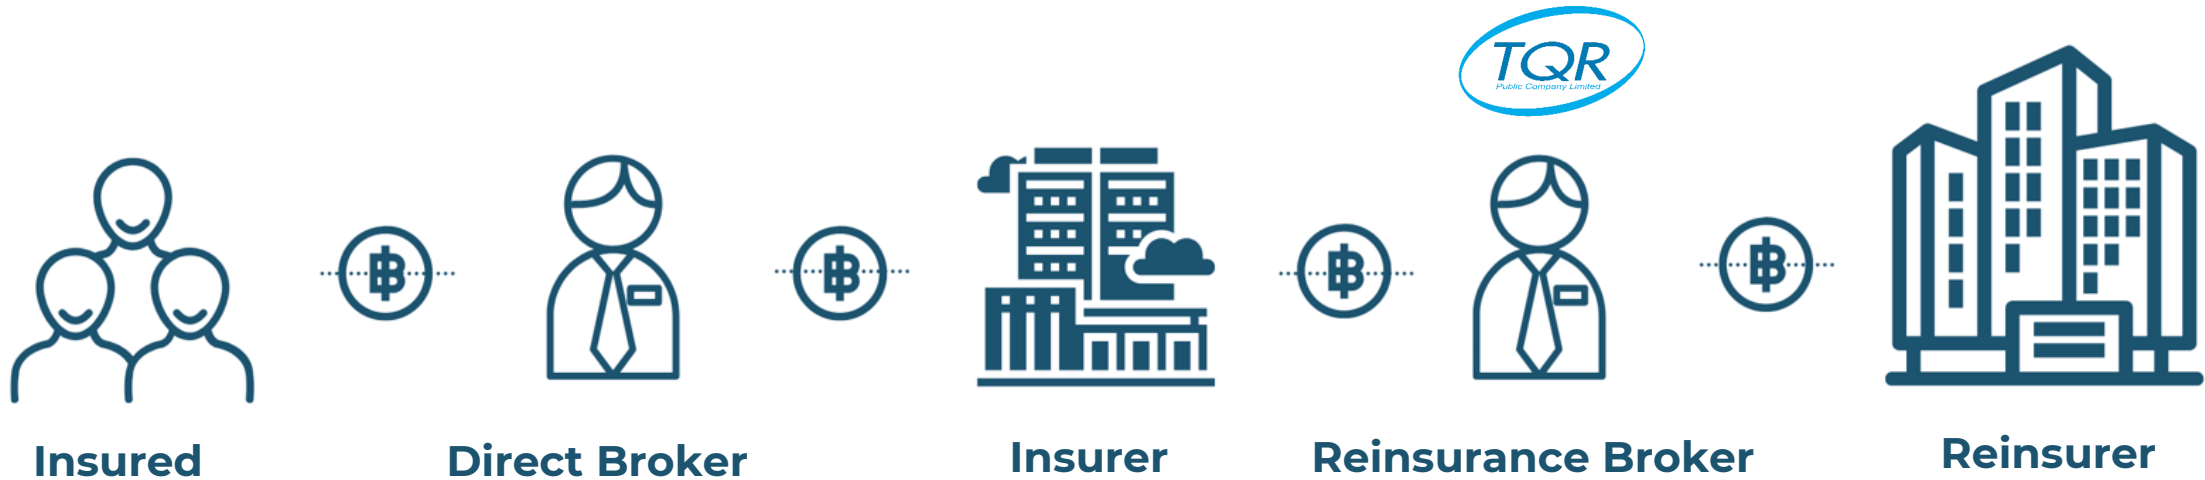 TQR
Public Company Limited
฿
฿
฿
฿
Insured
Direct Broker
Insurer
Reinsurance Broker
Reinsurer